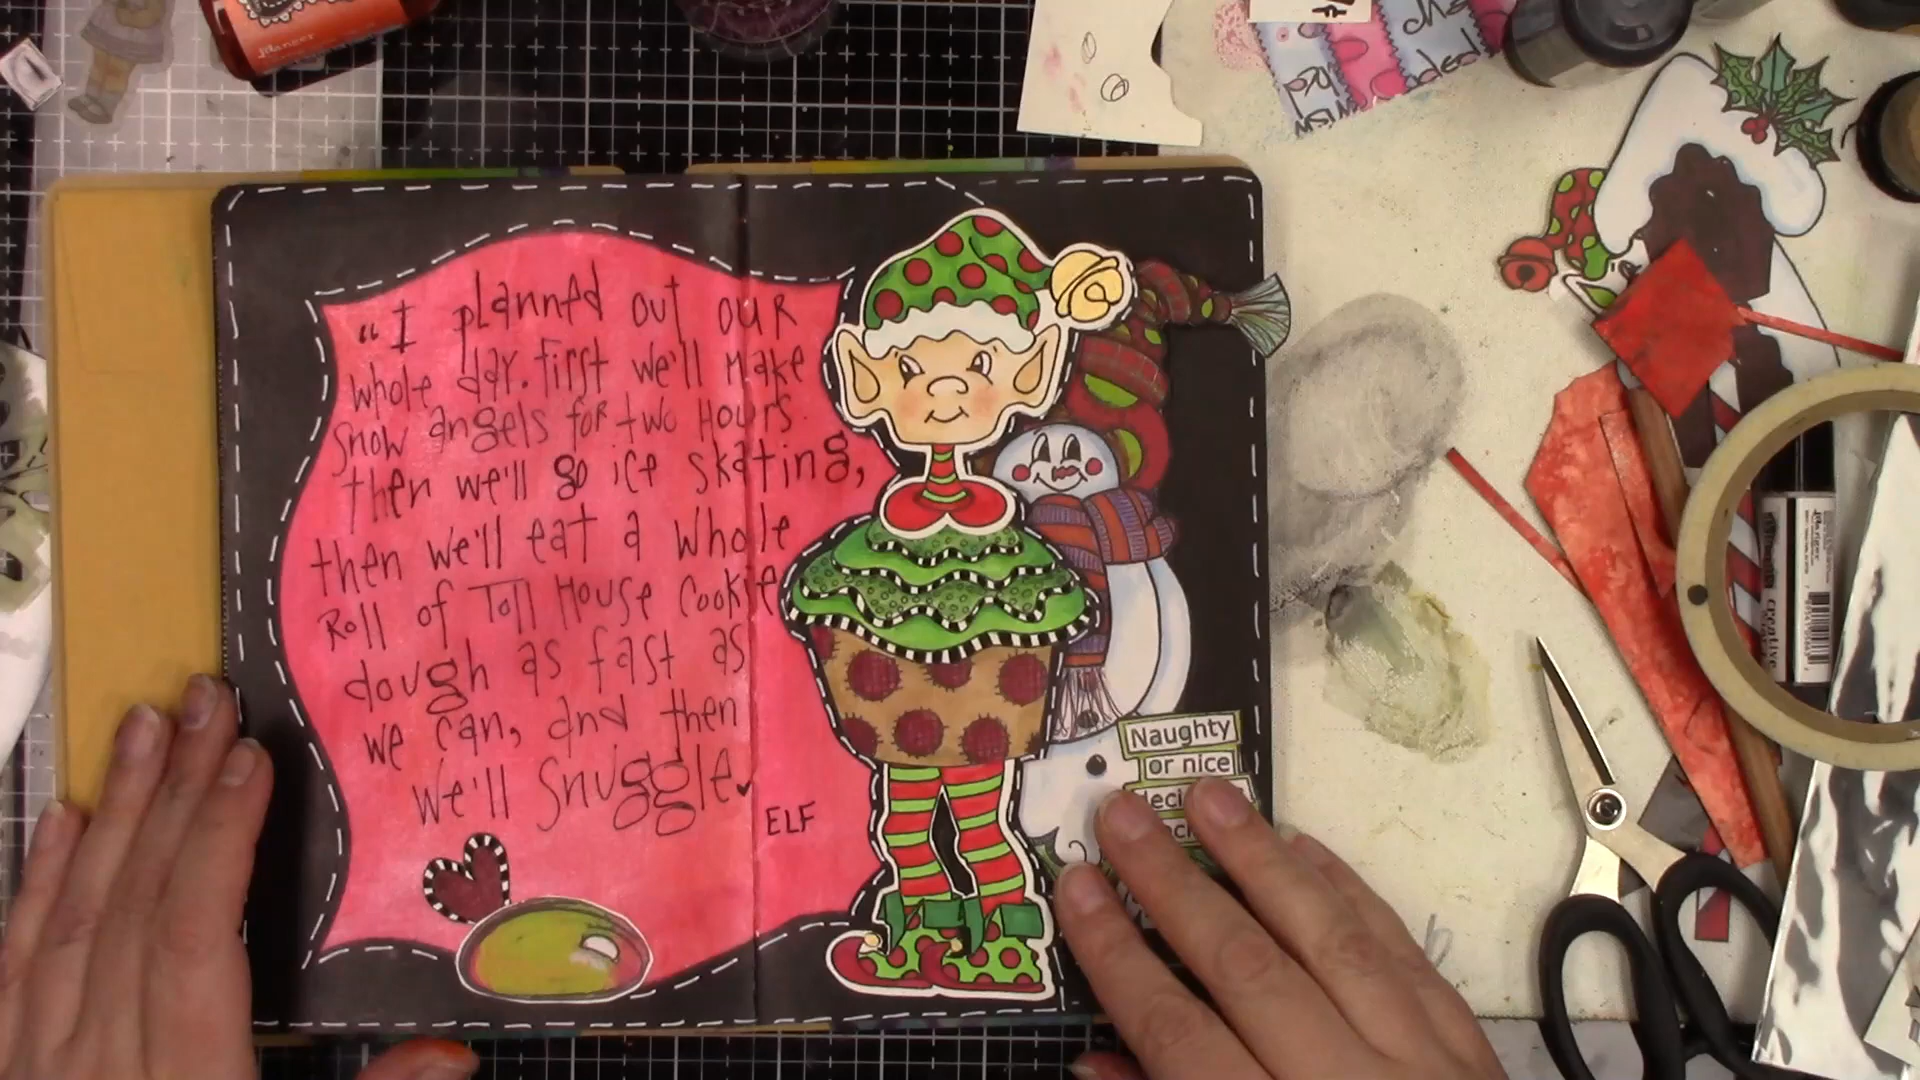 "I planned out our
whole day. first we'll make
snow angels for two hours.
then we'll go ice skating,
then we'll eat a whole
Roll of Toll House Cookie
dough as fast as
we can, and then
we'll snuggle
ELF
Naughty
or nice
Ranger